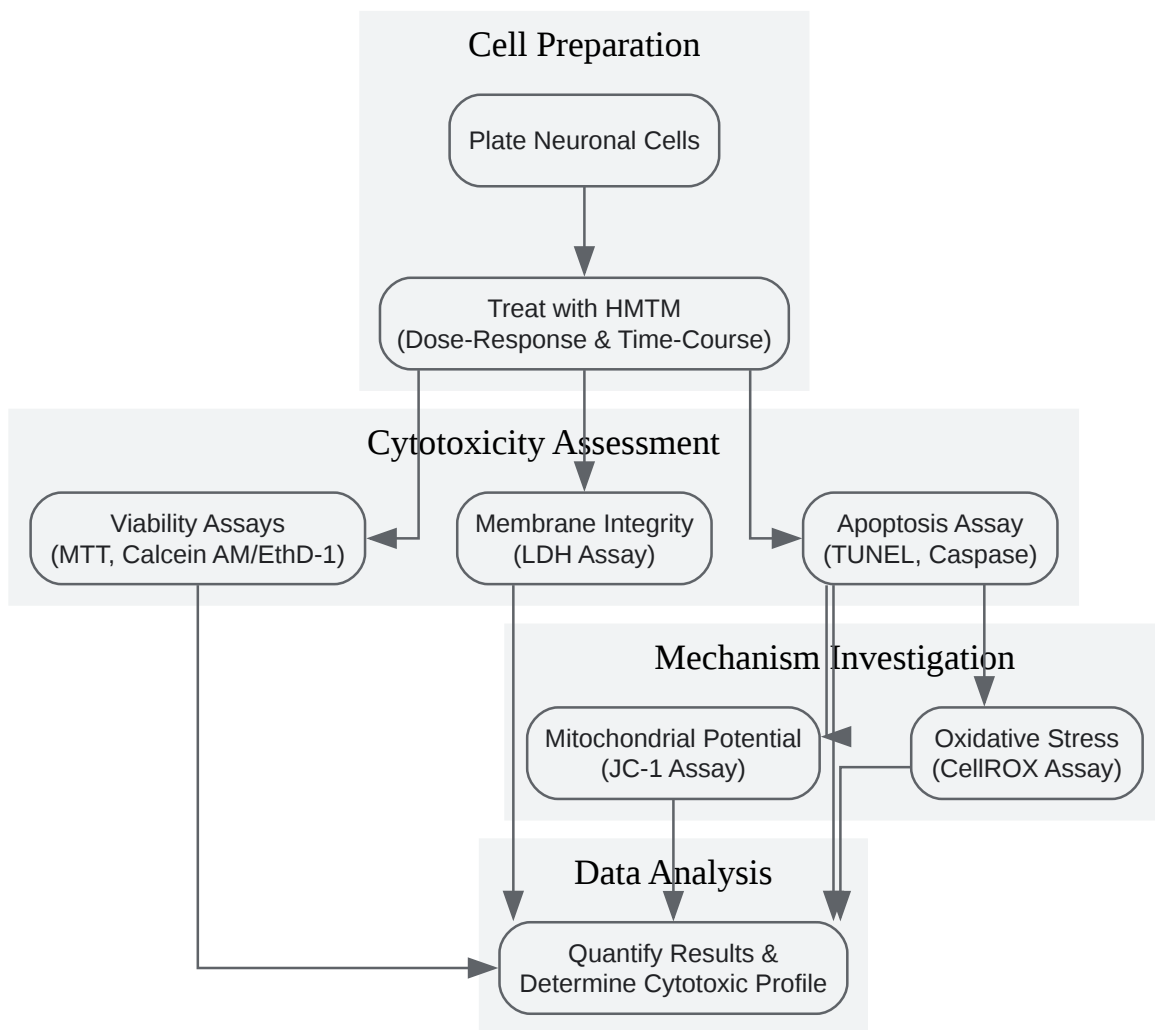 Cell Preparation
Plate Neuronal Cells
Treat with HMTM
(Dose-Response & Time-Course)
Cytotoxicity Assessment
Viability Assays
(MTT, Calcein AM/EthD-1)
Membrane Integrity
(LDH Assay)
Apoptosis Assay
(TUNEL, Caspase)
Mechanism Investigation
Mitochondrial Potential
(JC-1 Assay)
Oxidative Stress
(CellROX Assay)
Data Analysis
Quantify Results &
Determine Cytotoxic Profile